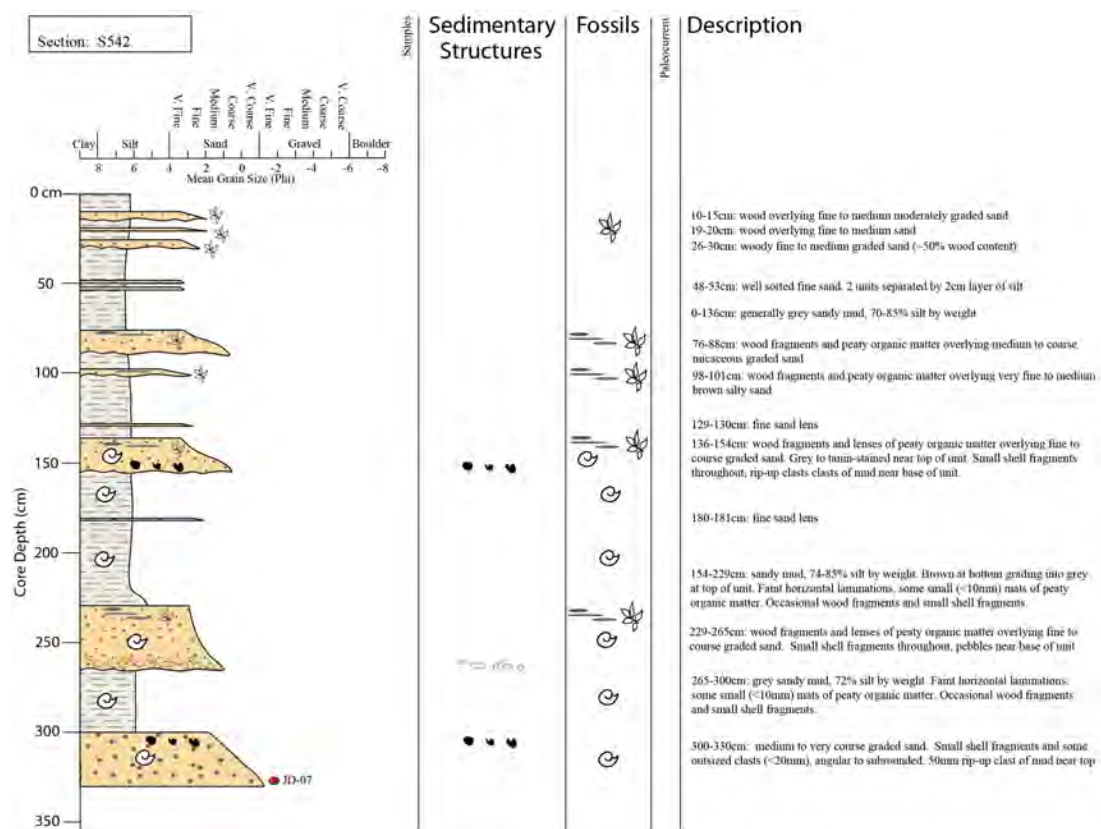 Section: S542
Samples
Sedimentary
Structures
Fossils
Paleocurrent
Description
V. Fine
Fine
Medium
Coarse
V. Coarse
V. Fine
Fine
Medium
Coarse
V. Coarse
Clay Silt Sand Gravel Boulder
8 6 4 2 0 -2 -4 -6 -8
Mean Grain Size (Phi)
Core Depth (cm)
0 cm
50
100
150
200
250
300
350
JD-07
10-15cm: wood overlying fine to medium moderately graded sand
19-20cm: wood overlying fine to medium sand
26-30cm: woody fine to medium graded sand (~50% wood content)
48-53cm: well sorted fine sand. 2 units separated by 2cm layer of silt
0-136cm: generally grey sandy mud, 70-85% silt by weight
76-88cm: wood fragments and peaty organic matter overlying medium to coarse
micaceous graded sand
98-101cm: wood fragments and peaty organic matter overlying very fine to medium
brown silty sand
129-130cm: fine sand lens
136-154cm: wood fragments and lenses of peaty organic matter overlying fine to
course graded sand. Grey to tanin-stained near top of unit. Small shell fragments
throughout, rip-up clasts clasts of mud near base of unit.
180-181cm: fine sand lens
154-229cm: sandy mud, 74-85% silt by weight. Brown at bottom grading into grey
at top of unit. Faint horizontal laminations, some small (<10mm) mats of peaty
organic matter. Occasional wood fragments and small shell fragments.
229-265cm: wood fragments and lenses of peaty organic matter overlying fine to
course graded sand. Small shell fragments throughout, pebbles near base of unit
265-300cm: grey sandy mud, 72% silt by weight. Faint horizontal laminations,
some small (<10mm) mats of peaty organic matter. Occasional wood fragments
and small shell fragments.
300-330cm: medium to very course graded sand. Small shell fragments and some
outsized clasts (<20mm), angular to subrounded. 50mm rip-up clast of mud near top